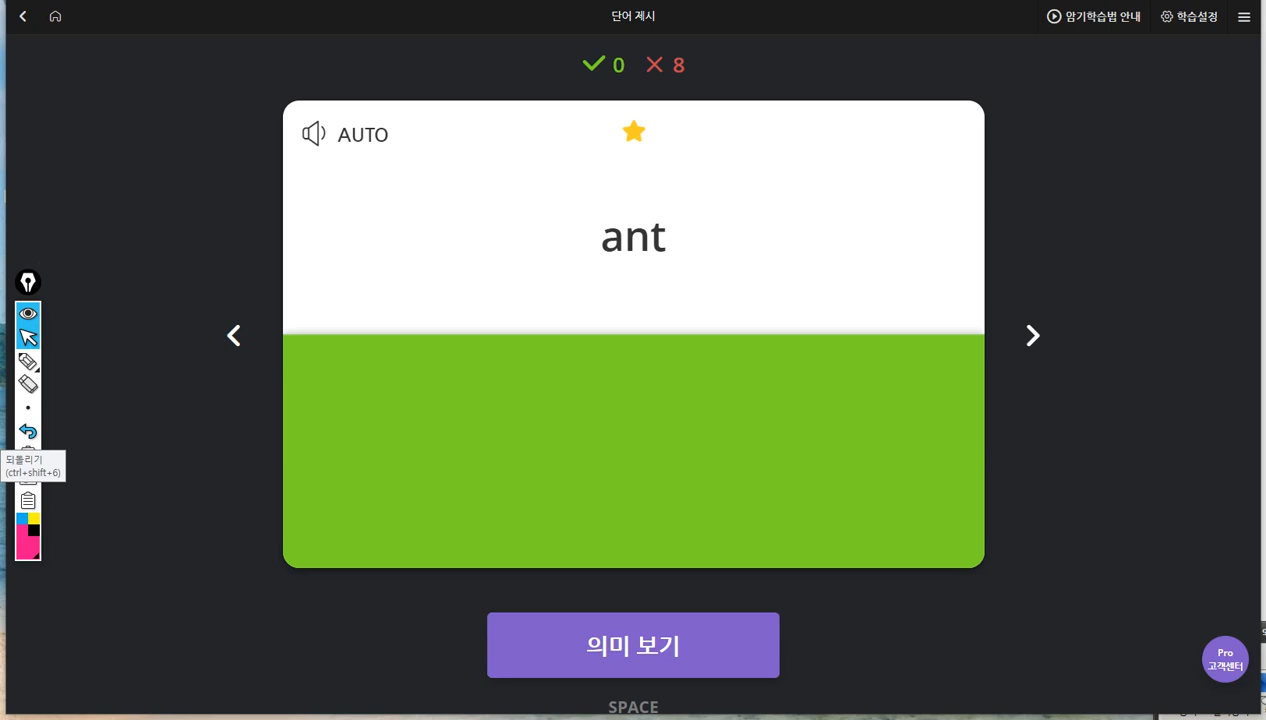 단어 제시
암기학습법 안내
학습설정
0
8
AUTO
ant
되돌리기
(ctrl+shift+6)
의미 보기
Pro
고객센터
SPACE